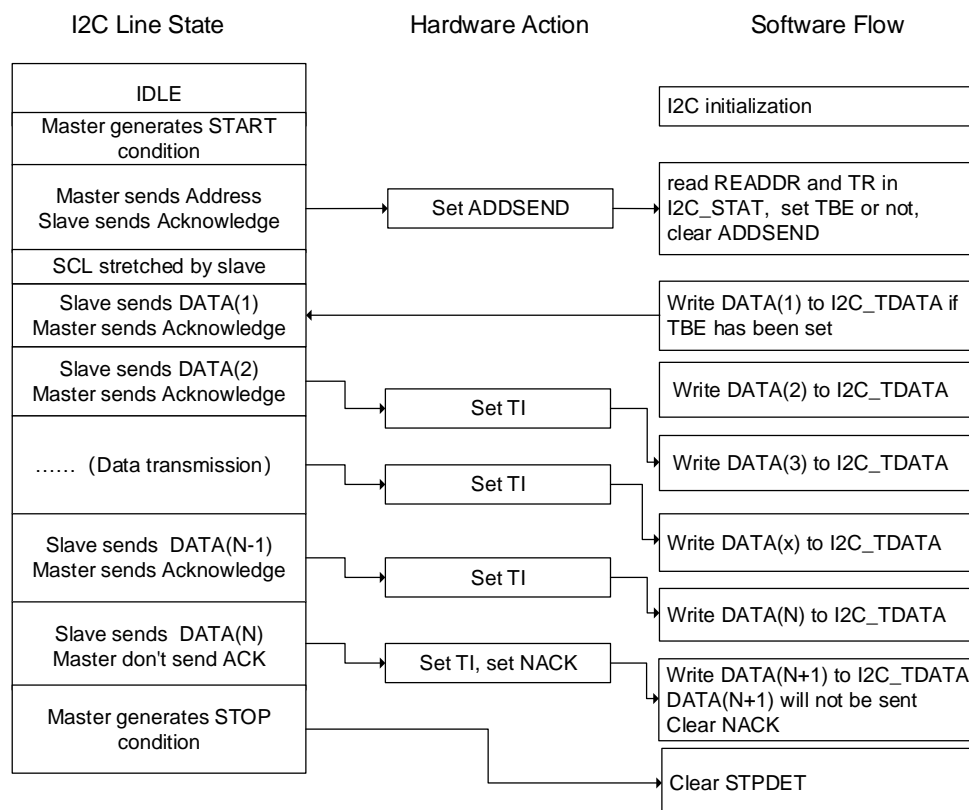 I2C Line State
Hardware Action
Software Flow
IDLE
I2C initialization
Master generates START
condition
Master sends Address
Slave sends Acknowledge
Set ADDSEND
read READDR and TR in
I2C_STAT, set TBE or not,
clear ADDSEND
SCL stretched by slave
Slave sends DATA(1)
Master sends Acknowledge
Write DATA(1) to I2C_TDATA if
TBE has been set
Slave sends DATA(2)
Master sends Acknowledge
Set TI
Write DATA(2) to I2C_TDATA
Write DATA(3) to I2C_TDATA
...... (Data transmission)
Set TI
Write DATA(x) to I2C_TDATA
Slave sends DATA(N-1)
Master sends Acknowledge
Set TI
Write DATA(N) to I2C_TDATA
Slave sends DATA(N)
Master don't send ACK
Set TI, set NACK
Write DATA(N+1) to I2C_TDATA
DATA(N+1) will not be sent
Clear NACK
Master generates STOP
condition
Clear STPDET